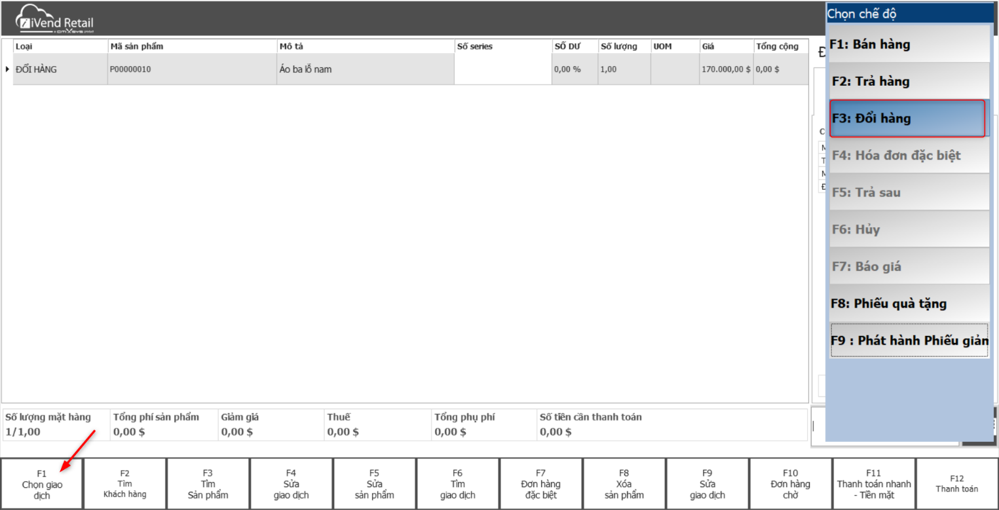 iVend Retail
a CitiXsys product
Chọn chế độ
Loại Mã sản phẩm Mô tả Số series SỐ DƯ Số lượng UOM Giá Tổng cộng
ĐỔI HÀNG P00000010 Áo ba lỗ nam 0,00 % 1,00 170.000,00 $ 0,00 $
F1: Bán hàng
F2: Trả hàng
F3: Đổi hàng
F4: Hóa đơn đặc biệt
F5: Trả sau
F6: Hủy
F7: Báo giá
F8: Phiếu quà tặng
F9 : Phát hành Phiếu giảm
Số lượng mặt hàng Tổng phí sản phẩm Giảm giá Thuế Tổng phụ phí Số tiền cần thanh toán
1/1,00 0,00 $ 0,00 $ 0,00 $ 0,00 $ 0,00 $
F1
Chọn giao
dịch
F2
Tìm
Khách hàng
F3
Tìm
Sản phẩm
F4
Sửa
giao dịch
F5
Sửa
sản phẩm
F6
Tìm
giao dịch
F7
Đơn hàng
đặc biệt
F8
Xóa
sản phẩm
F9
Sửa
giao dịch
F10
Đơn hàng
chờ
F11
Thanh toán nhanh
- Tiền mặt
F12
Thanh toán